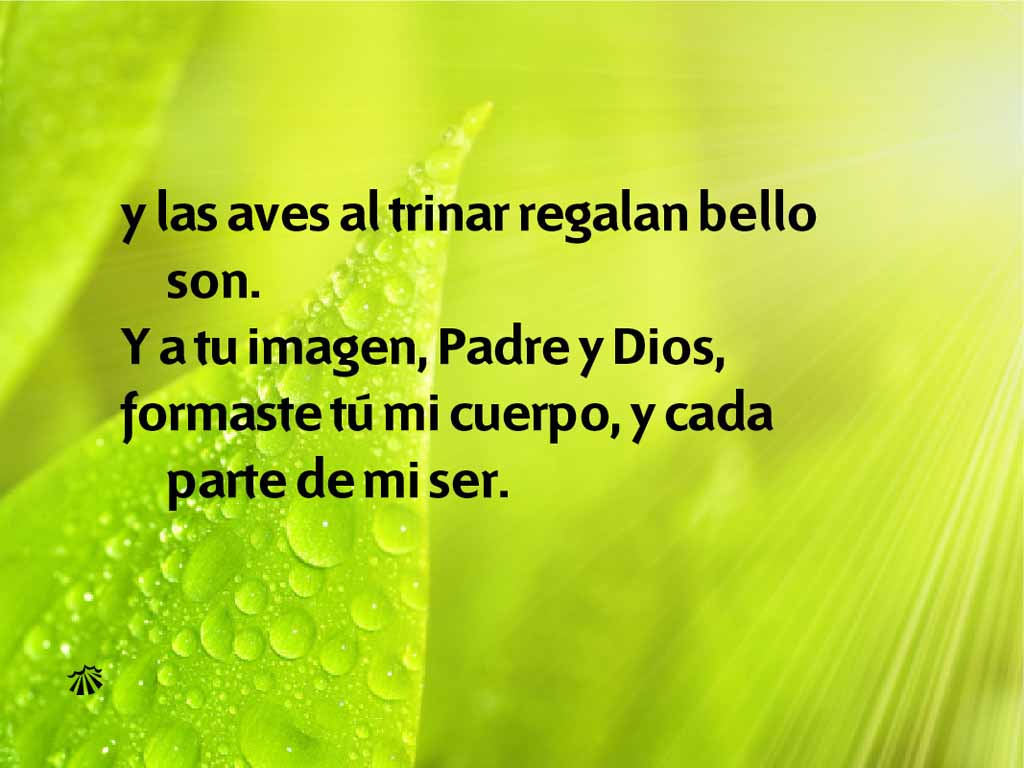 y las aves al trinar regalan bello
son.
Y a tu imagen, Padre y Dios,
formaste tú mi cuerpo, y cada
parte de mi ser.